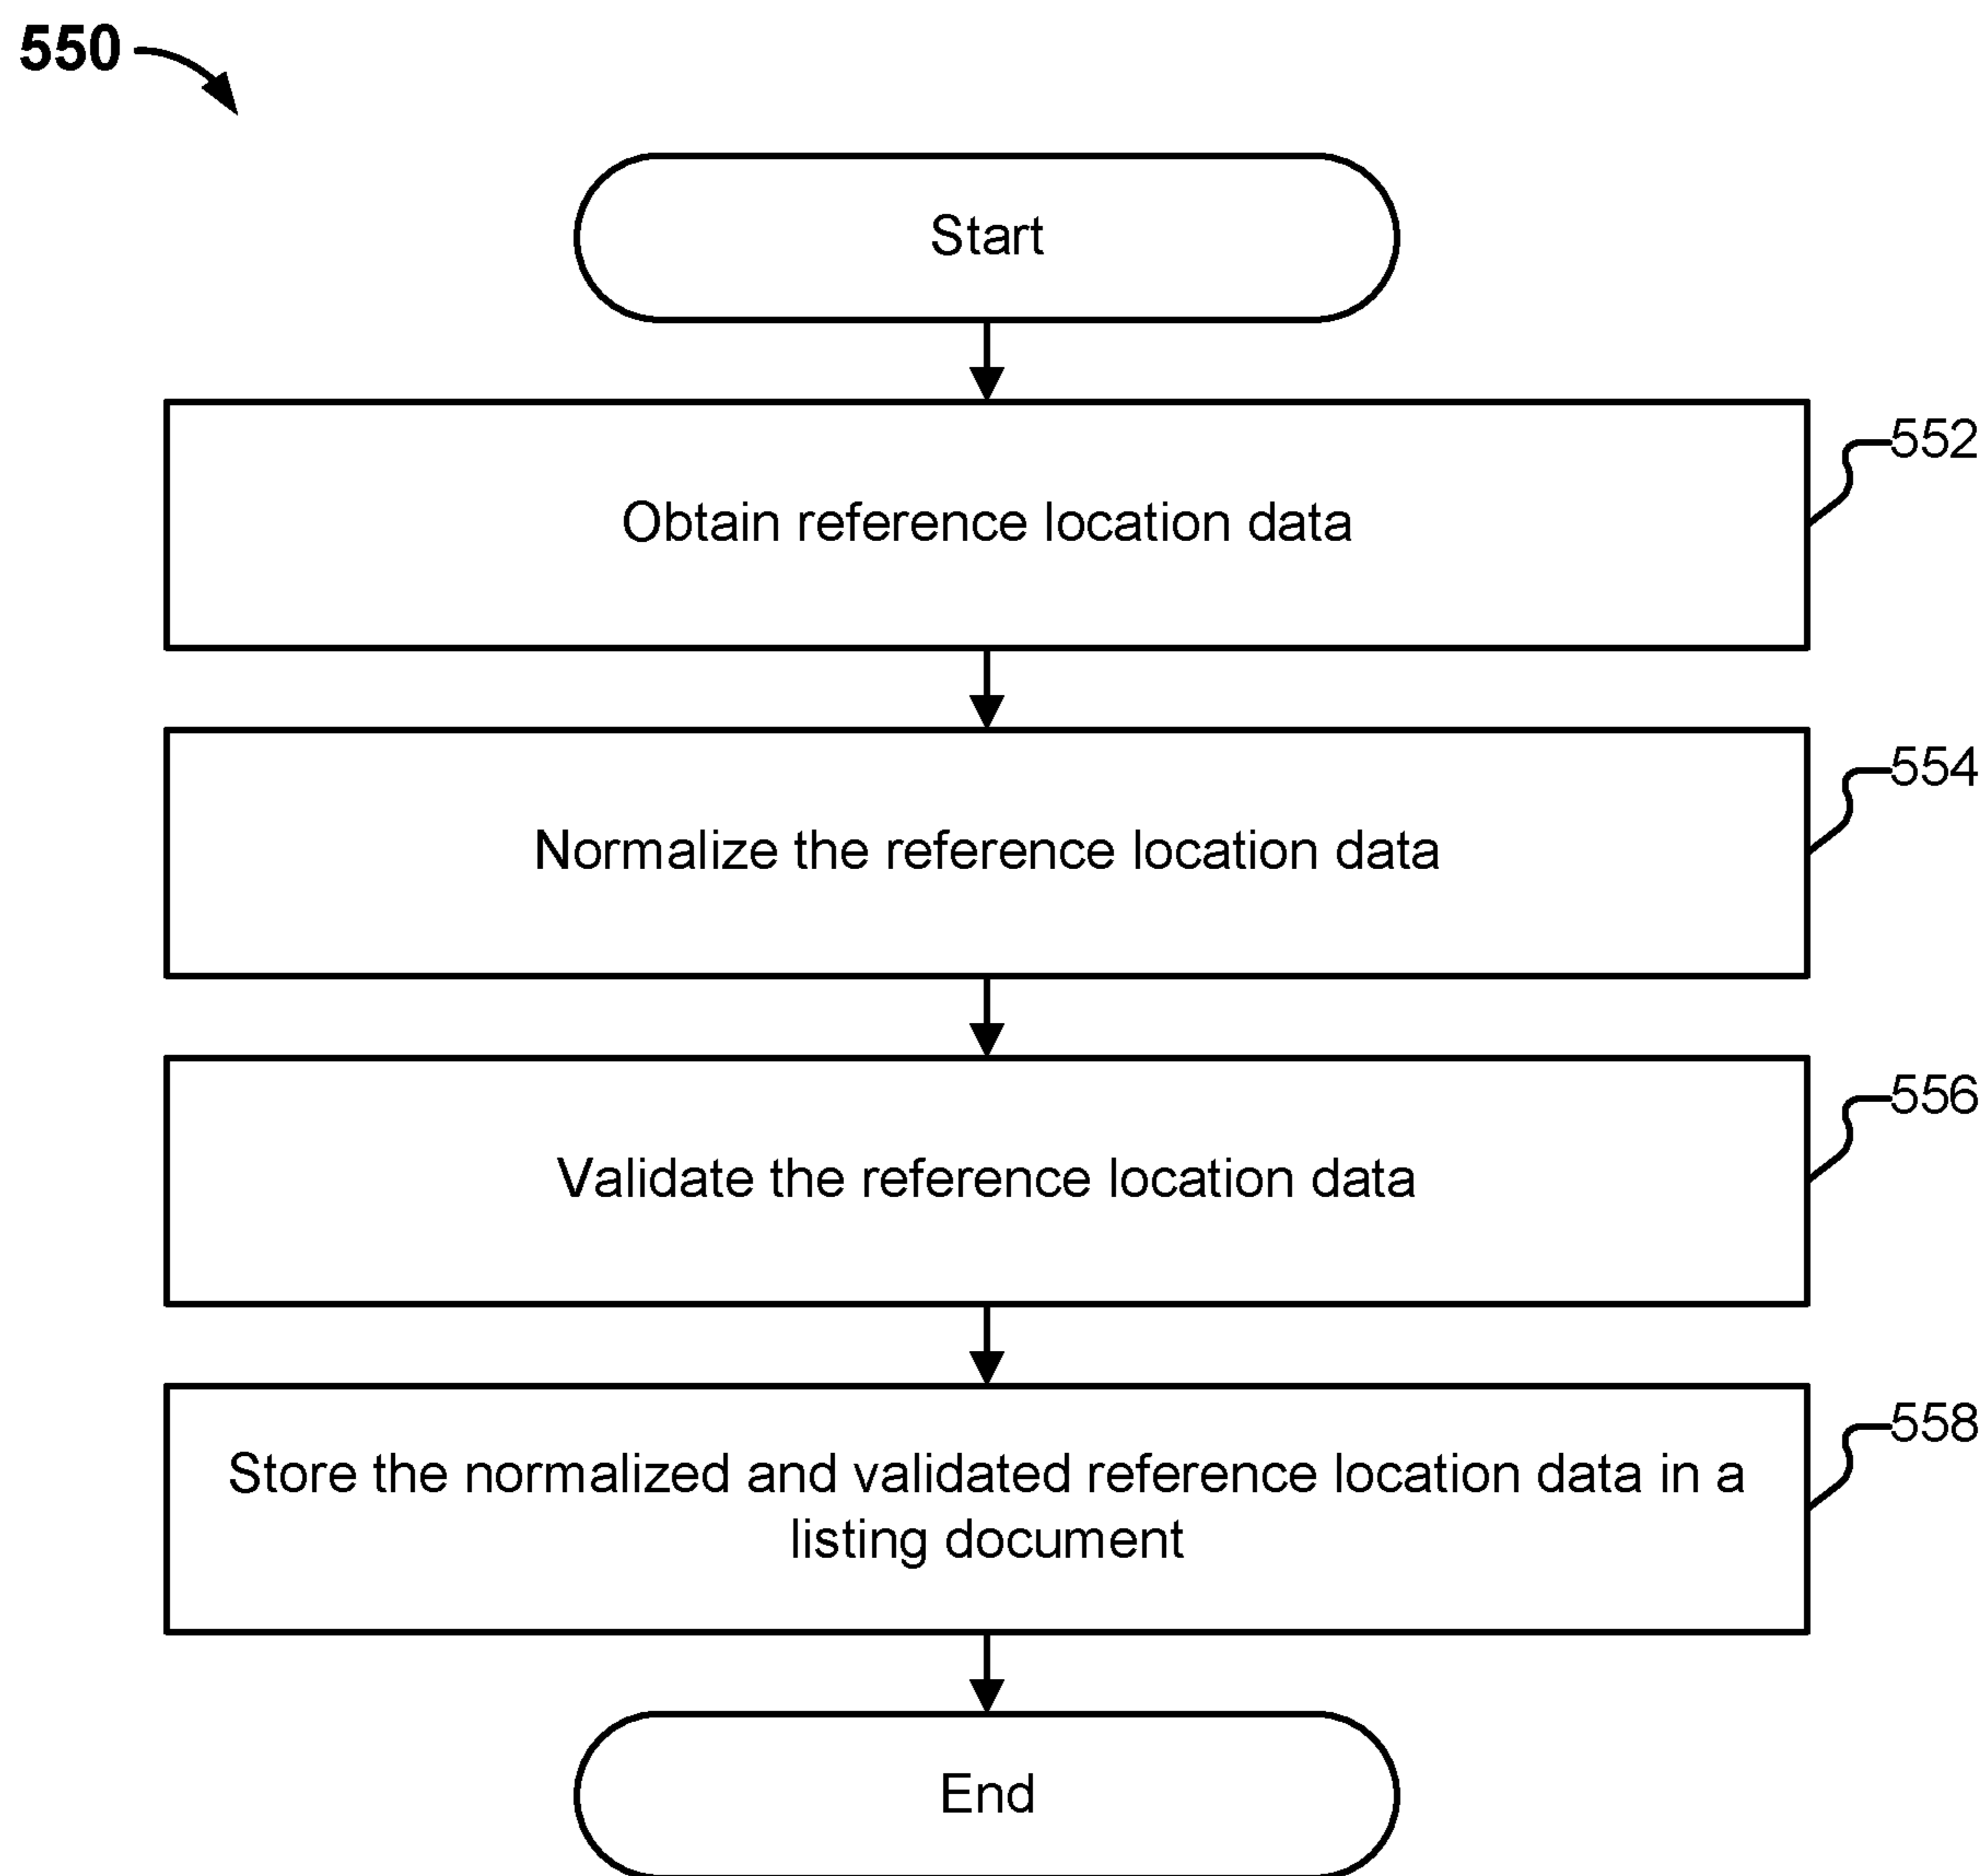 550
Start
552
Obtain reference location data
554
Normalize the reference location data
556
Validate the reference location data
558
Store the normalized and validated reference location data in a
listing document
End